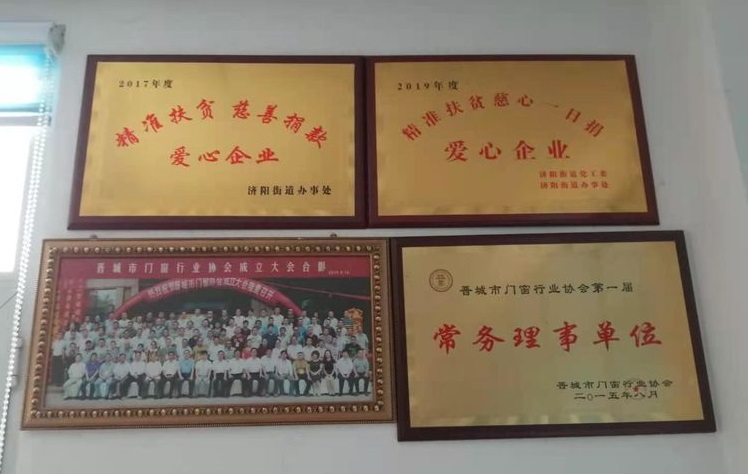 2017年度
精准扶贫 慈善捐款
爱心企业
济阳街道办事处
2019年度
精准扶贫慈心一日捐
爱心企业
济阳街道党工委
济阳街道办事处
晋城市门窗行业协会成立大会合影
晋城市门窗行业协会第一届
常务理事单位
晋城市门窗行业协会
二〇一五年八月